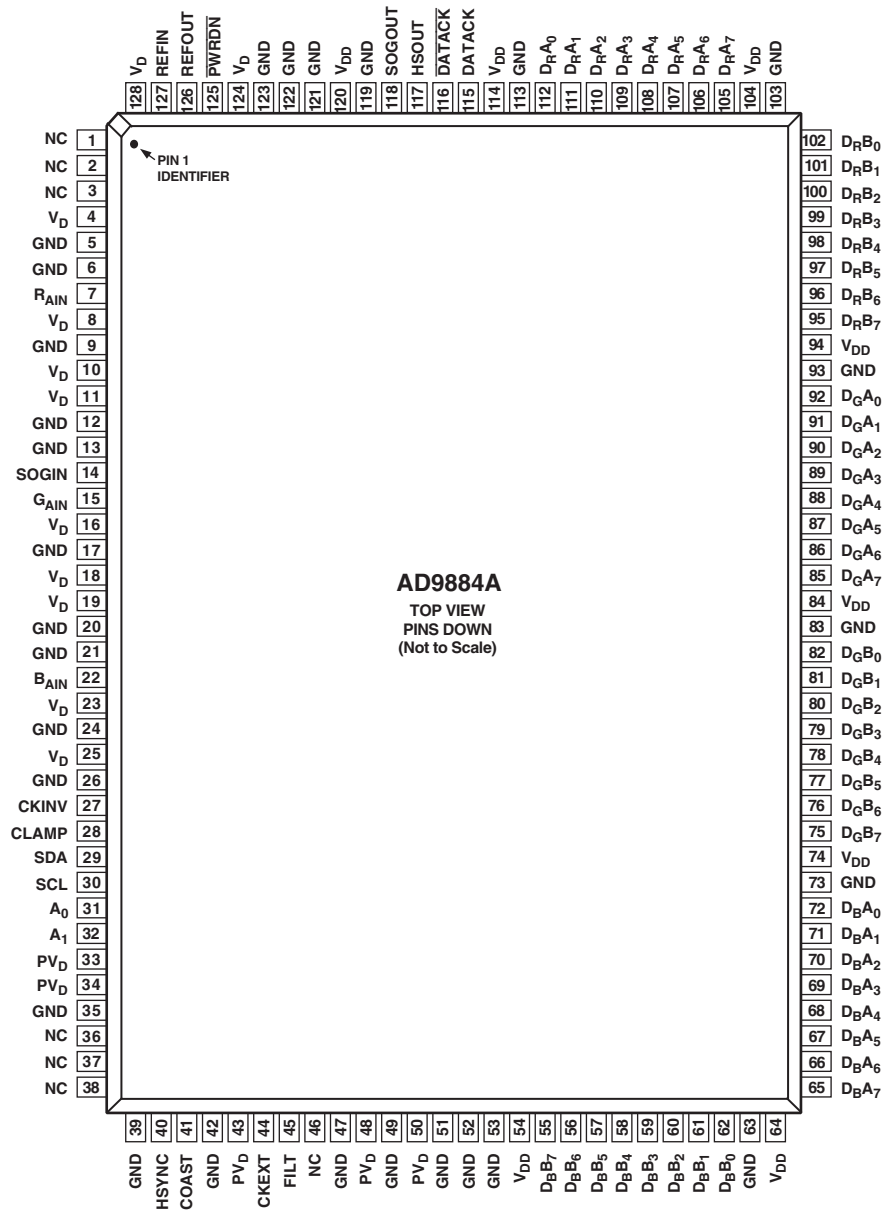 V_D REFIN REFOUT PWRDN V_D GND GND GND V_DD GND SOGOUT HSOUT DATACK DATACK V_DD GND D_RA_0 D_RA_1 D_RA_2 D_RA_3 D_RA_4 D_RA_5 D_RA_6 D_RA_7 V_DD GND
128 127 126 125 124 123 122 121 120 119 118 117 116 115 114 113 112 111 110 109 108 107 106 105 104 103
NC 1
NC 2
NC 3
V_D 4
GND 5
GND 6
R_AIN 7
V_D 8
GND 9
V_D 10
V_D 11
GND 12
GND 13
SOGIN 14
G_AIN 15
V_D 16
GND 17
V_D 18
V_D 19
GND 20
GND 21
B_AIN 22
V_D 23
GND 24
V_D 25
GND 26
CKINV 27
CLAMP 28
SDA 29
SCL 30
A_0 31
A_1 32
PV_D 33
PV_D 34
GND 35
NC 36
NC 37
NC 38
PIN 1
IDENTIFIER
AD9884A
TOP VIEW
PINS DOWN
(Not to Scale)
102 D_RB_0
101 D_RB_1
100 D_RB_2
99 D_RB_3
98 D_RB_4
97 D_RB_5
96 D_RB_6
95 D_RB_7
94 V_DD
93 GND
92 D_GA_0
91 D_GA_1
90 D_GA_2
89 D_GA_3
88 D_GA_4
87 D_GA_5
86 D_GA_6
85 D_GA_7
84 V_DD
83 GND
82 D_GB_0
81 D_GB_1
80 D_GB_2
79 D_GB_3
78 D_GB_4
77 D_GB_5
76 D_GB_6
75 D_GB_7
74 V_DD
73 GND
72 D_BA_0
71 D_BA_1
70 D_BA_2
69 D_BA_3
68 D_BA_4
67 D_BA_5
66 D_BA_6
65 D_BA_7
39 40 41 42 43 44 45 46 47 48 49 50 51 52 53 54 55 56 57 58 59 60 61 62 63 64
GND HSYNC COAST GND PV_D CKEXT FILT NC GND PV_D GND PV_D GND GND GND V_DD D_BB_7 D_BB_6 D_BB_5 D_BB_4 D_BB_3 D_BB_2 D_BB_1 D_BB_0 GND V_DD